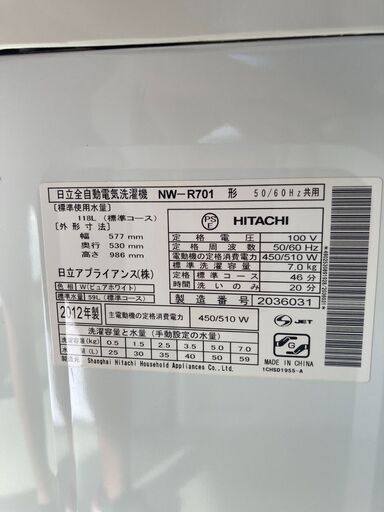 日立全自動電気洗濯機 NW-R701 形 50/60Hz共用
[標準使用水量]
118L (標準コース)
[外形寸法]
幅 577 mm
奥行 530 mm
高さ 986 mm
日立アプライアンス(株)
色相 W(ピュアホワイト)
標準水量 59L (標準コース)
PS
E
HITACHI
定格電圧 100 V
定格周波数 50/60 Hz
電動機の定格消費電力 450/510 W
標準洗濯容量 7.0 kg
定格 標準コース 46 分
時間 洗いのみ 20 分
製造番号 2036031
2012年製 主電動機の定格消費電力 450/510 W
S JET
洗濯容量と水量 (手動設定の水量)
洗濯容量(kg) 0.5 1.5 2.5 3.5 5.0 7.0
水量(L) 25 30 35 40 50 59
製造元/ Shanghai Hitachi Household Appliances Co., Ltd.
G
1CHSD1955-A